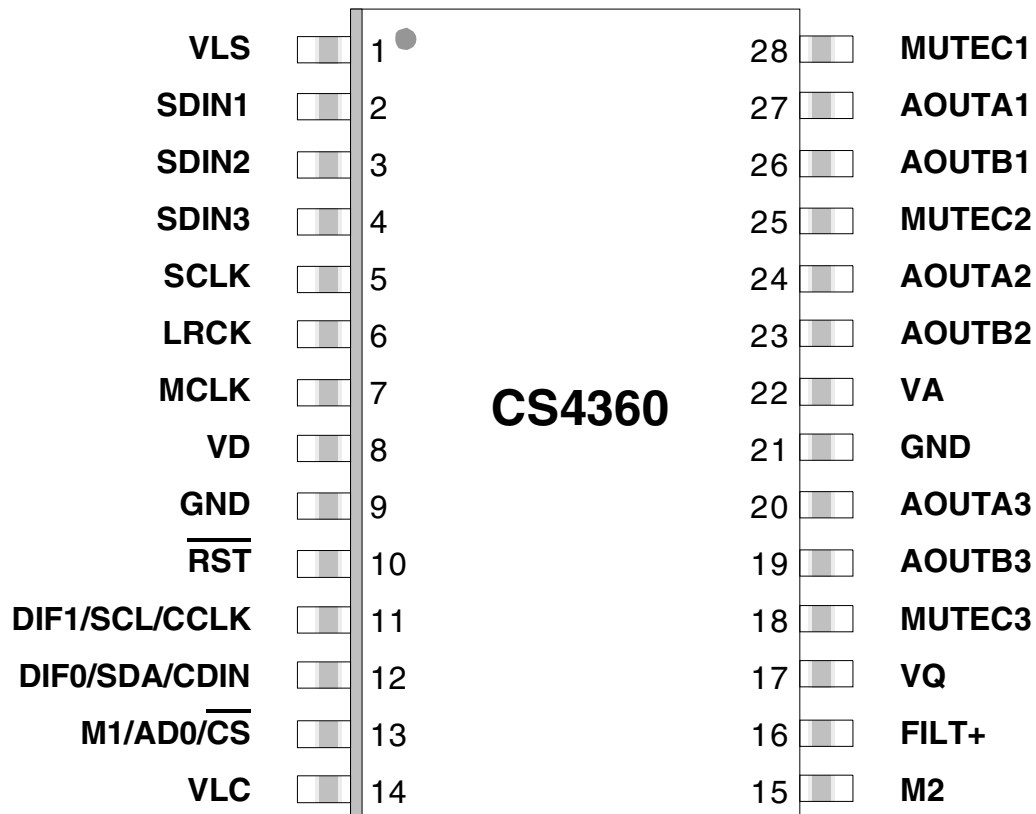 VLS 1 28 MUTEC1
SDIN1 2 27 AOUTA1
SDIN2 3 26 AOUTB1
SDIN3 4 25 MUTEC2
SCLK 5 24 AOUTA2
LRCK 6 23 AOUTB2
MCLK 7 22 VA
CS4360
VD 8 21 GND
GND 9 20 AOUTA3
RST 10 19 AOUTB3
DIF1/SCL/CCLK 11 18 MUTEC3
DIF0/SDA/CDIN 12 17 VQ
M1/AD0/CS 13 16 FILT+
VLC 14 15 M2